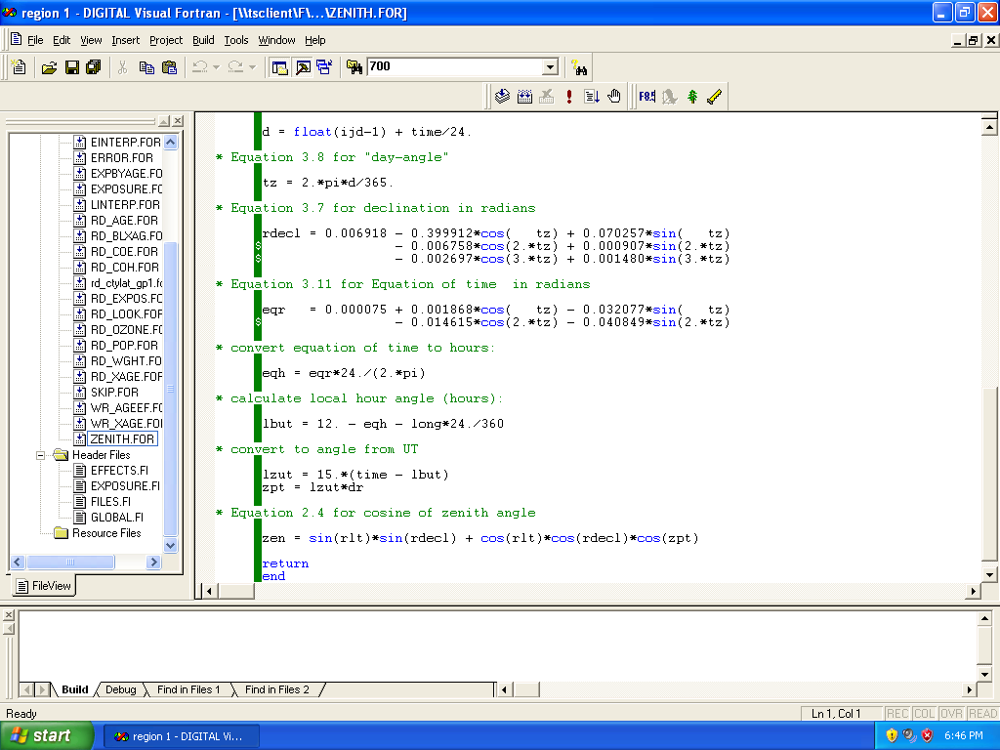 region 1 - DIGITAL Visual Fortran - [\\tsclient\F\...\ZENITH.FOR]
File Edit View Insert Project Build Tools Window Help
700
F8.5
EINTERP.FOR
ERROR.FOR
EXPBYAGE.FO
EXPOSURE.FO
LINTERP.FOR
RD_AGE.FOR
RD_BLXAG.FO
RD_COE.FOR
RD_COH.FOR
rd_ctylat_gp1.fo
RD_EXPOS.FO
RD_LOOK.FOR
RD_OZONE.FO
RD_POP.FOR
RD_WGHT.FO
RD_XAGE.FOR
SKIP.FOR
WR_AGEEF.FO
WR_XAGE.FOR
ZENITH.FOR
Header Files
EFFECTS.FI
EXPOSURE.FI
FILES.FI
GLOBAL.FI
Resource Files
FileView
d = float(ijd-1) + time/24.
* Equation 3.8 for "day-angle"
tz = 2.*pi*d/365.
* Equation 3.7 for declination in radians
rdecl = 0.006918 - 0.399912*cos(   tz) + 0.070257*sin(   tz)
$                 - 0.006758*cos(2.*tz) + 0.000907*sin(2.*tz)
$                 - 0.002697*cos(3.*tz) + 0.001480*sin(3.*tz)
* Equation 3.11 for Equation of time  in radians
eqr   = 0.000075 + 0.001868*cos(   tz) - 0.032077*sin(   tz)
$                 - 0.014615*cos(2.*tz) - 0.040849*sin(2.*tz)
* convert equation of time to hours:
eqh = eqr*24./(2.*pi)
* calculate local hour angle (hours):
lbut = 12. - eqh - long*24./360
* convert to angle from UT
lzut = 15.*(time - lbut)
zpt = lzut*dr
* Equation 2.4 for cosine of zenith angle
zen = sin(rlt)*sin(rdecl) + cos(rlt)*cos(rdecl)*cos(zpt)
return
end
Build Debug Find in Files 1 Find in Files 2
Ready Ln 1, Col 1 REC COL OVR READ
start region 1 - DIGITAL Vi... 6:46 PM